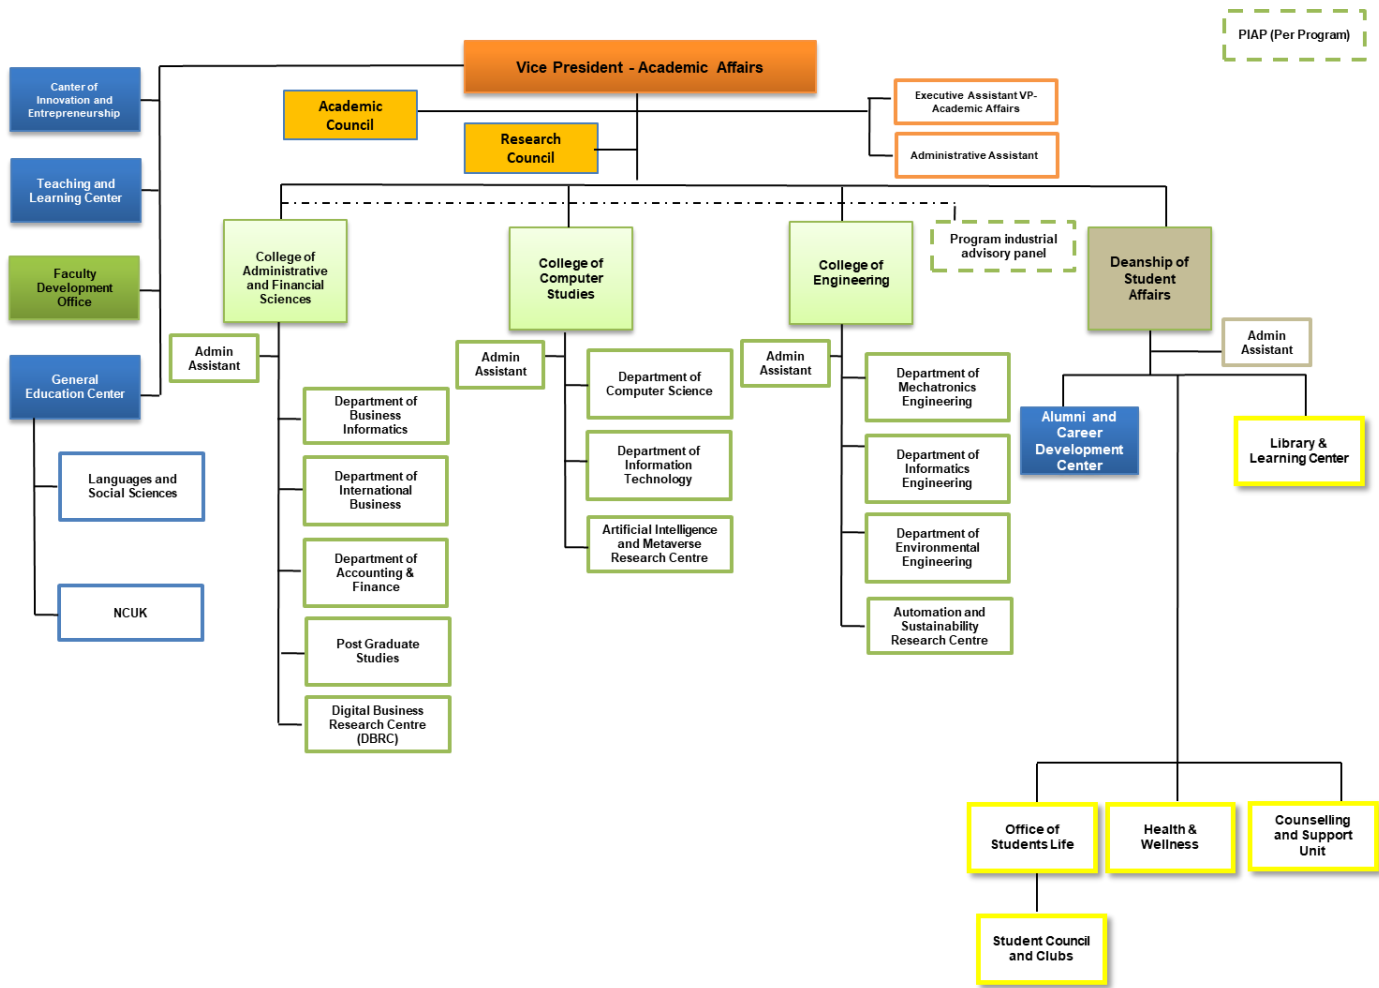 PIAP (Per Program)
Vice President - Academic Affairs
Canter of
Innovation and
Entrepreneurship
Academic
Council
Executive Assistant VP-
Academic Affairs
Research
Council
Administrative Assistant
Teaching and
Learning Center
Faculty
Development
Office
General
Education Center
Languages and
Social Sciences
NCUK
College of
Administrative
and Financial
Sciences
Admin
Assistant
Department of
Business
Informatics
Department of
International
Business
Department of
Accounting &
Finance
Post Graduate
Studies
Digital Business
Research Centre
(DBRC)
College of
Computer
Studies
Admin
Assistant
Department of
Computer Science
Department of
Information
Technology
Artificial Intelligence
and Metaverse
Research Centre
College of
Engineering
Admin
Assistant
Department of
Mechatronics
Engineering
Department of
Informatics
Engineering
Department of
Environmental
Engineering
Automation and
Sustainability
Research Centre
Program industrial
advisory panel
Deanship of
Student
Affairs
Admin
Assistant
Alumni and
Career
Development
Center
Library &
Learning Center
Office of
Students Life
Health &
Wellness
Counselling
and Support
Unit
Student Council
and Clubs